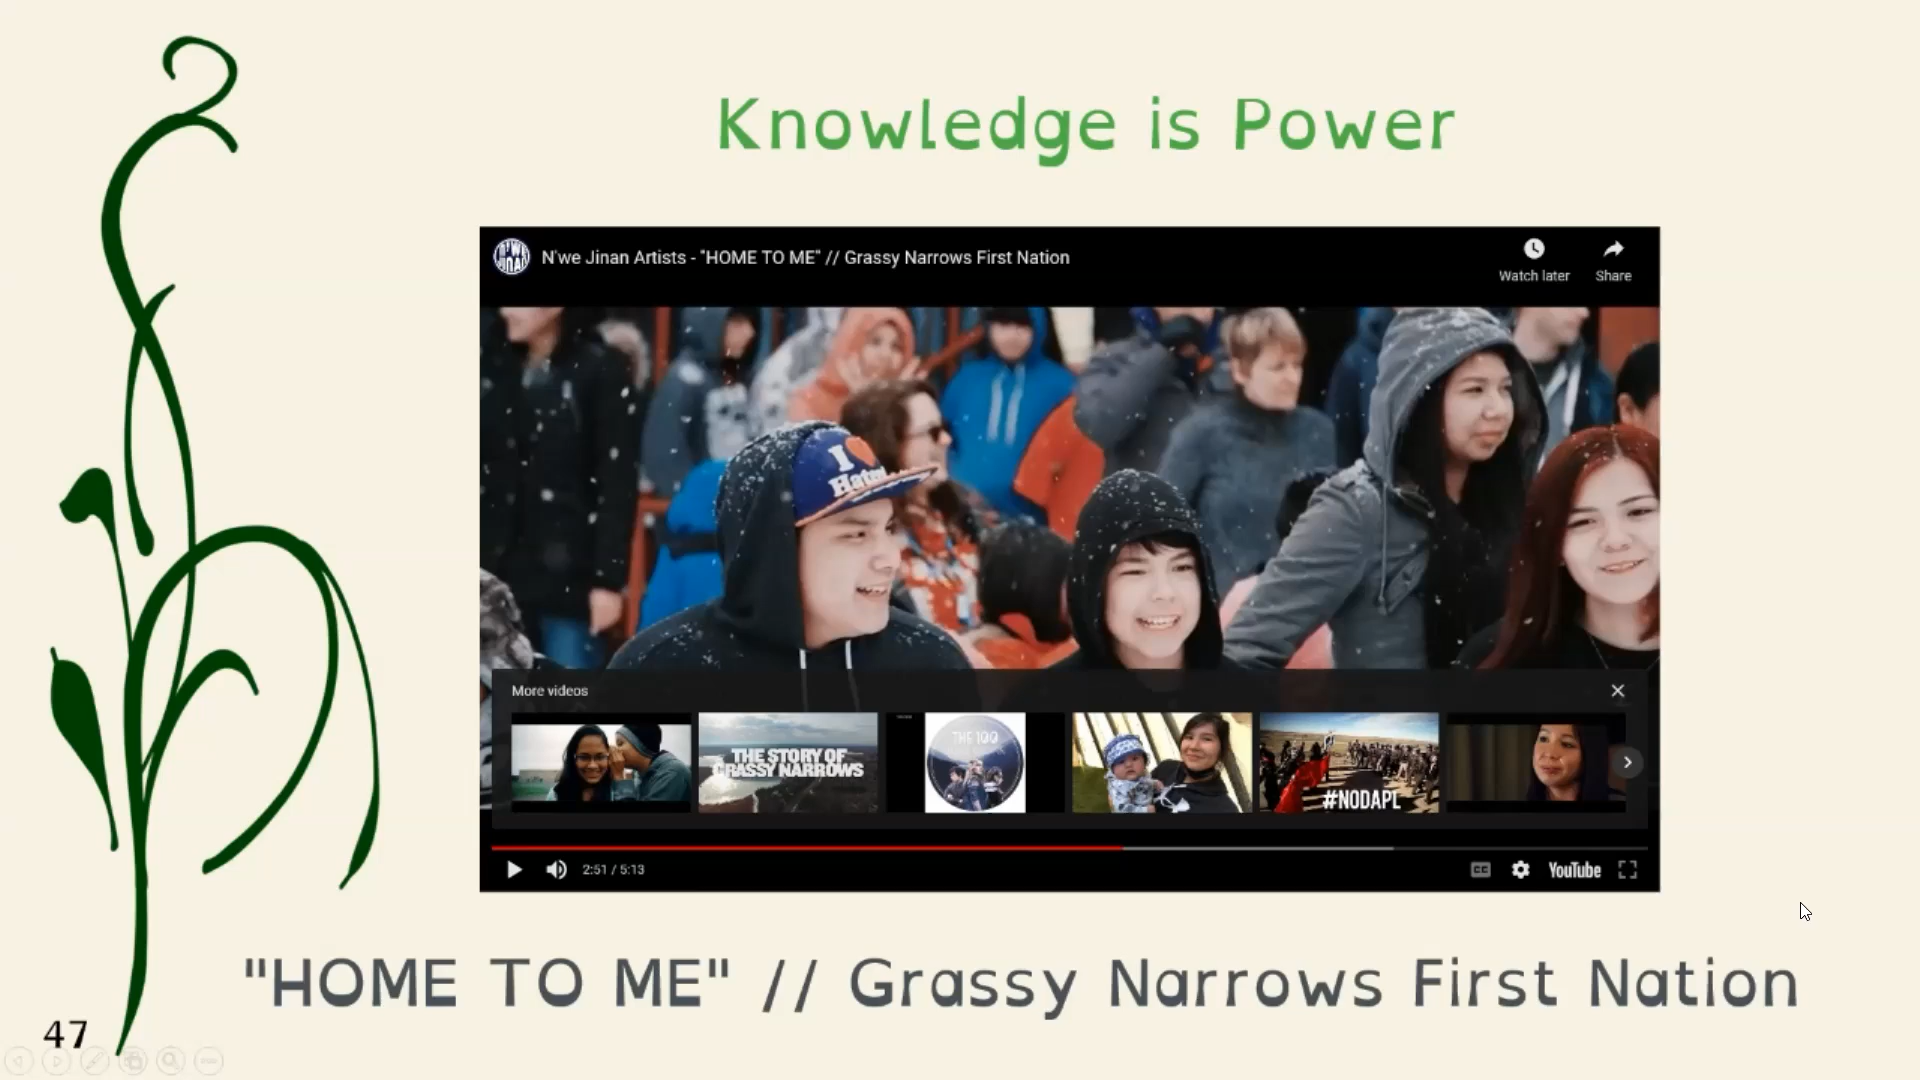 Knowledge is Power
N'we Jinan Artists - "HOME TO ME" // Grassy Narrows First Nation
Watch later
Share
I
More videos
THE STORY OF
GRASSY NARROWS
THE 100
#NODAPL
2:51 / 5:13
CC
YouTube
"HOME TO ME" // Grassy Narrows First Nation
47